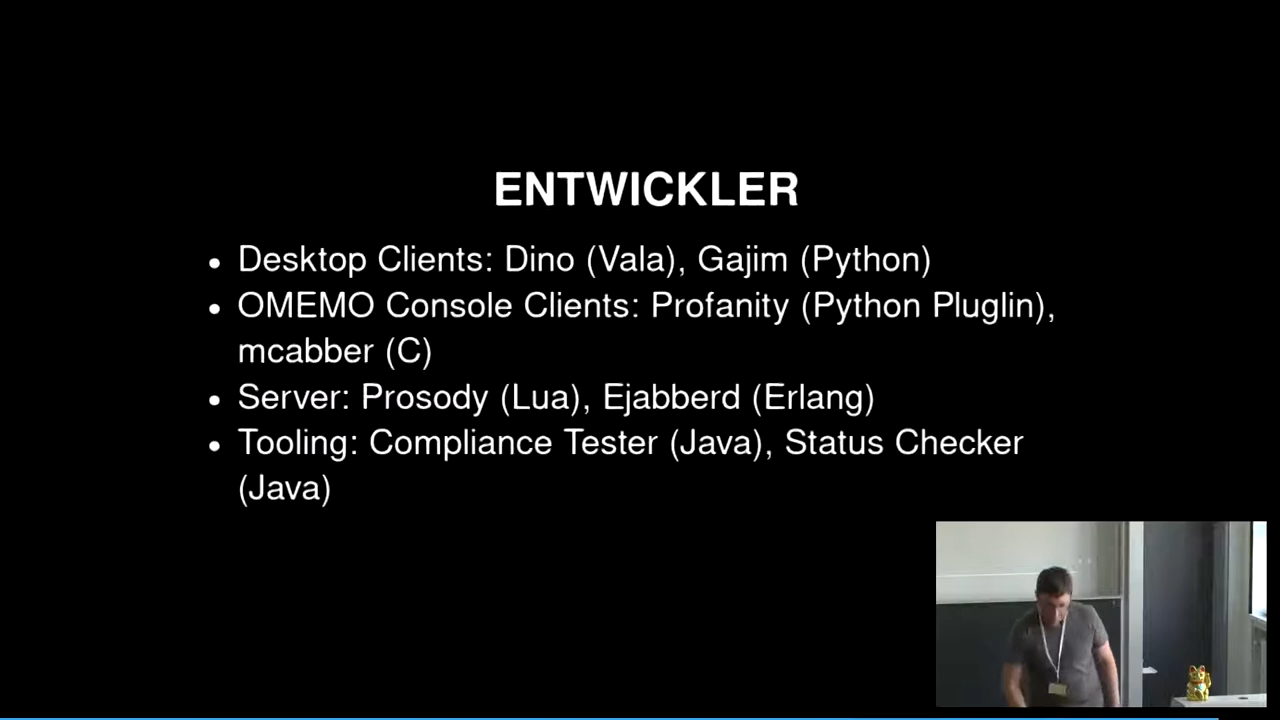 ENTWICKLER
• Desktop Clients: Dino (Vala), Gajim (Python)
• OMEMO Console Clients: Profanity (Python Pluglin),
mcabber (C)
• Server: Prosody (Lua), Ejabberd (Erlang)
• Tooling: Compliance Tester (Java), Status Checker
(Java)